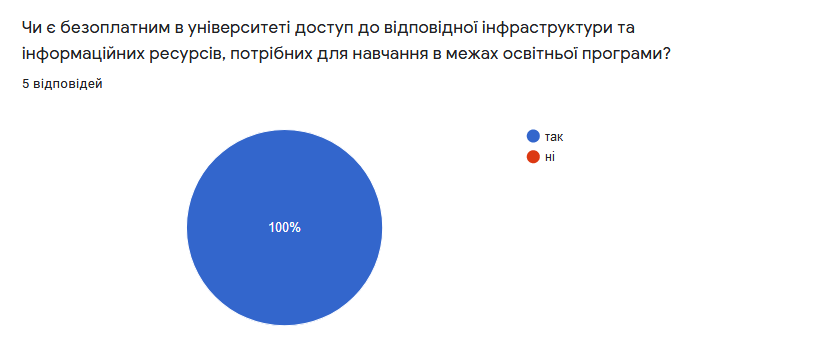 Чи є безоплатним в університеті доступ до відповідної інфраструктури та
інформаційних ресурсів, потрібних для навчання в межах освітньої програми?
5 відповідей
так
ні
100%